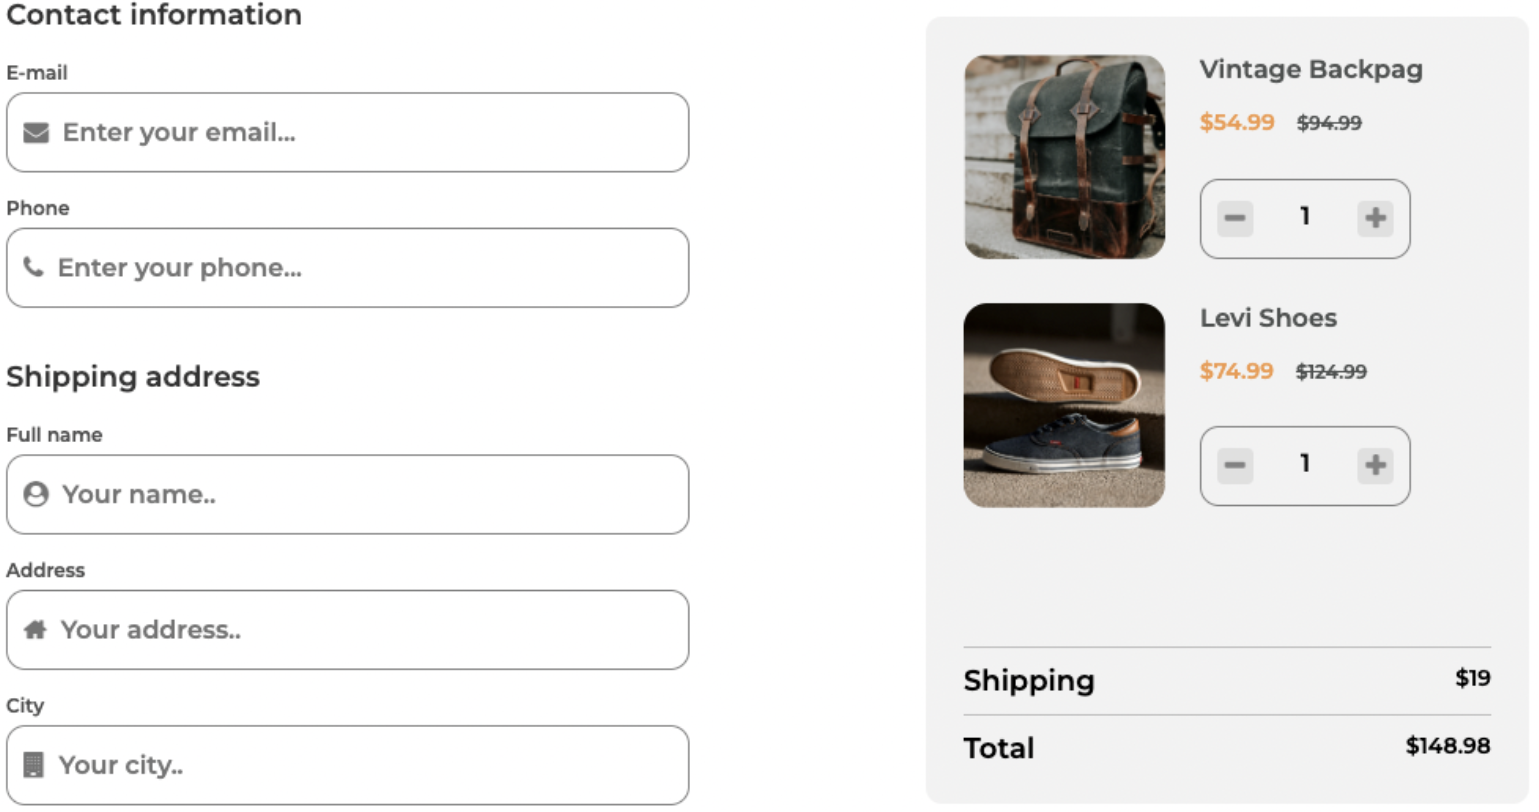 Contact information
E-mail
Enter your email...
Phone
Enter your phone...
Shipping address
Full name
Your name..
Address
Your address..
City
Your city..
Vintage Backpag
$54.99 $94.99
1
Levi Shoes
$74.99 $124.99
1
Shipping $19
Total $148.98